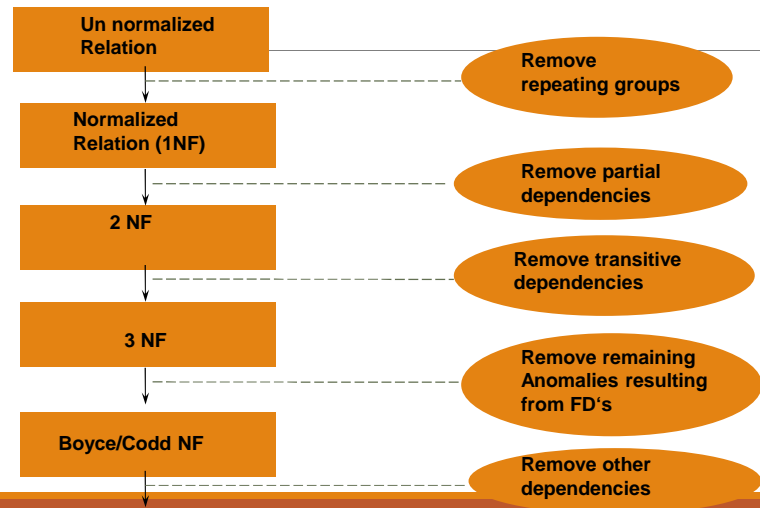 Un normalized
Relation
Remove
repeating groups
Normalized
Relation (1NF)
Remove partial
dependencies
2 NF
Remove transitive
dependencies
3 NF
Remove remaining
Anomalies resulting
from FD‘s
Boyce/Codd NF
Remove other
dependencies